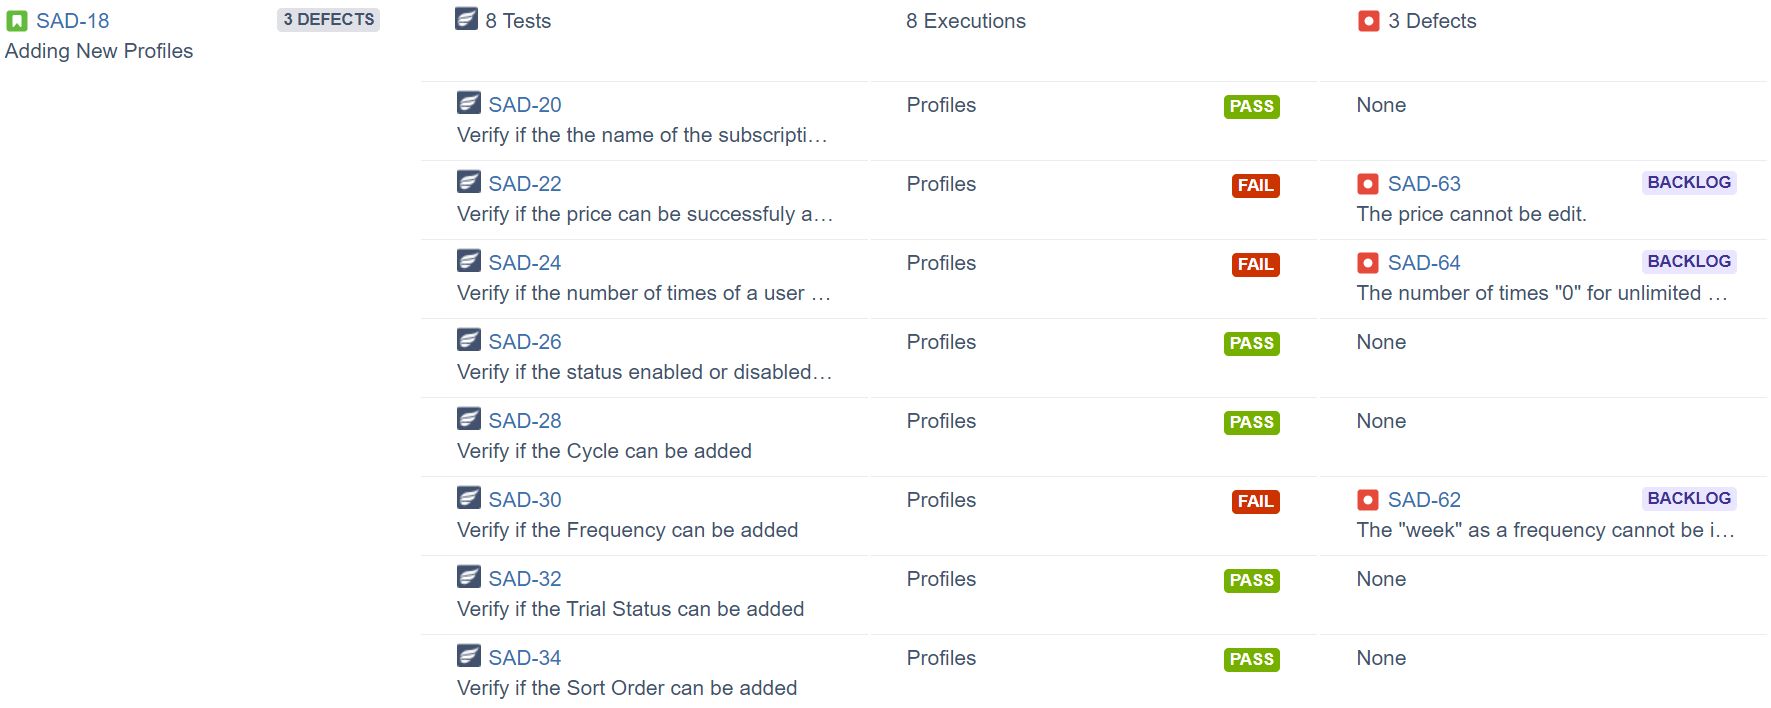 SAD-18 3 DEFECTS 8 Tests 8 Executions 3 Defects
Adding New Profiles
SAD-20 Profiles PASS None
Verify if the the name of the subscripti…
SAD-22 Profiles FAIL SAD-63 BACKLOG
Verify if the price can be successfuly a… The price cannot be edit.
SAD-24 Profiles FAIL SAD-64 BACKLOG
Verify if the number of times of a user … The number of times "0" for unlimited …
SAD-26 Profiles PASS None
Verify if the status enabled or disabled…
SAD-28 Profiles PASS None
Verify if the Cycle can be added
SAD-30 Profiles FAIL SAD-62 BACKLOG
Verify if the Frequency can be added The "week" as a frequency cannot be i…
SAD-32 Profiles PASS None
Verify if the Trial Status can be added
SAD-34 Profiles PASS None
Verify if the Sort Order can be added